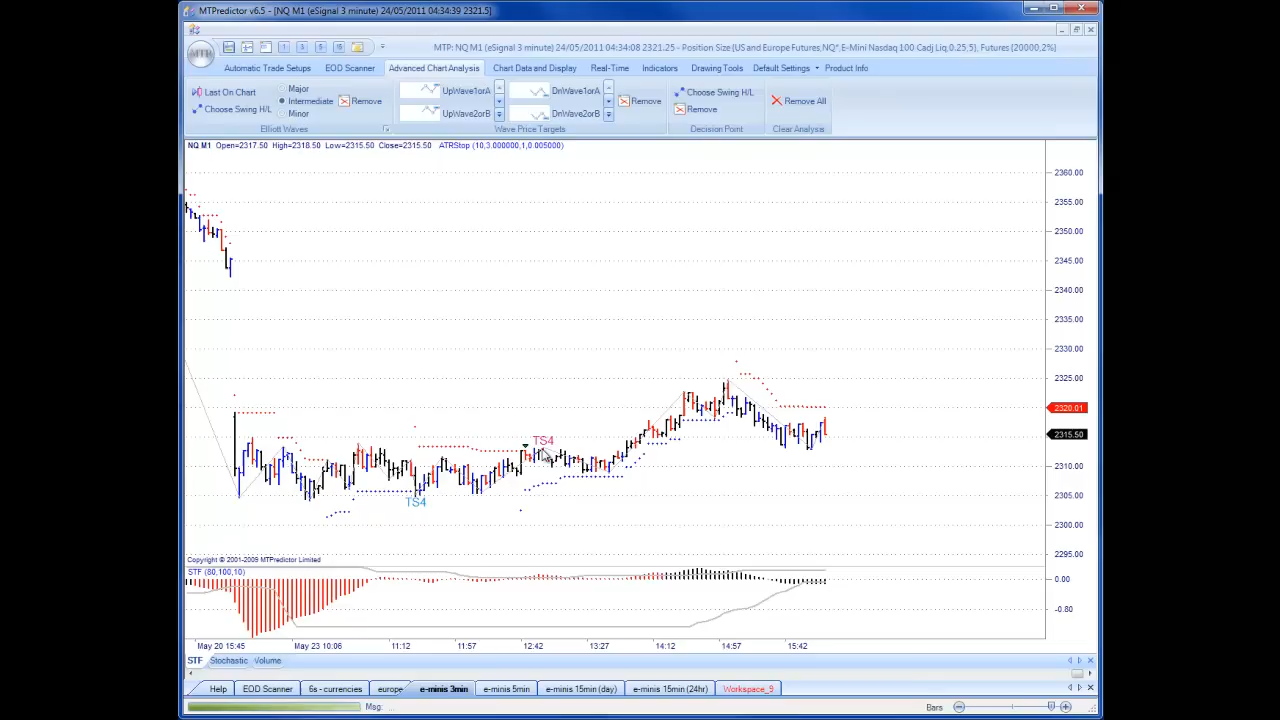 MTPredictor v6.5 - [NQ M1 (eSignal 3 minute) 24/05/2011 04:34:39 2321.5]
MTP: NQ M1 (eSignal 3 minute) 24/05/2011 04:34:08 2321.25 - Position Size [US and Europe Futures,NQ*,E-Mini Nasdaq 100 Cadj Liq,0.25,5], Futures (20000,2%)
MTP
Automatic Trade Setups EOD Scanner Advanced Chart Analysis Chart Data and Display Real-Time Indicators Drawing Tools Default Settings Product Info
Last On Chart
Choose Swing H/L
Major
Intermediate
Minor
Remove
Elliott Waves
UpWave1orA
UpWave2orB
DnWave1orA
DnWave2orB
Remove
Wave Price Targets
Choose Swing H/L
Remove
Decision Point
Remove All
Clear Analysis
NQ M1 Open=2317.50 High=2318.50 Low=2315.50 Close=2315.50 ATRStop (10,3.000000,1,0.005000)
2360.00
2355.00
2350.00
2345.00
2340.00
2335.00
2330.00
2325.00
2320.01
2315.50
2310.00
2305.00
2300.00
2295.00
TS4
TS4
Copyright © 2001-2009 MTPredictor Limited
STF (80,100,10)
0.00
-0.80
May 20 15:45 May 23 10:06 11:12 11:57 12:42 13:27 14:12 14:57 15:42
STF Stochastic Volume
Help EOD Scanner 6s - currencies europe e-minis 3min e-minis 5min e-minis 15min (day) e-minis 15min (24hr) Workspace_9
Msg: ...
Bars